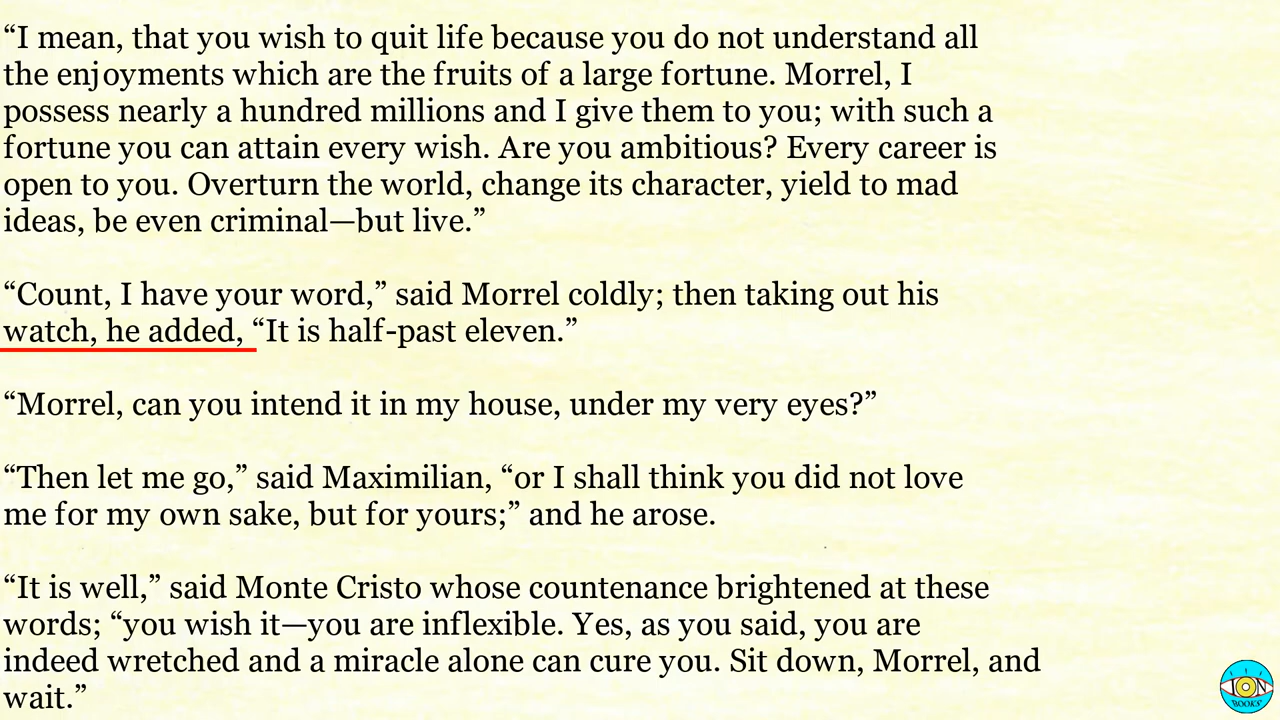 “I mean, that you wish to quit life because you do not understand all
the enjoyments which are the fruits of a large fortune. Morrel, I
possess nearly a hundred millions and I give them to you; with such a
fortune you can attain every wish. Are you ambitious? Every career is
open to you. Overturn the world, change its character, yield to mad
ideas, be even criminal—but live.”
“Count, I have your word,” said Morrel coldly; then taking out his
watch, he added, “It is half-past eleven.”
“Morrel, can you intend it in my house, under my very eyes?”
“Then let me go,” said Maximilian, “or I shall think you did not love
me for my own sake, but for yours;” and he arose.
“It is well,” said Monte Cristo whose countenance brightened at these
words; “you wish it—you are inflexible. Yes, as you said, you are
indeed wretched and a miracle alone can cure you. Sit down, Morrel, and
wait.”
ION
BOOKS